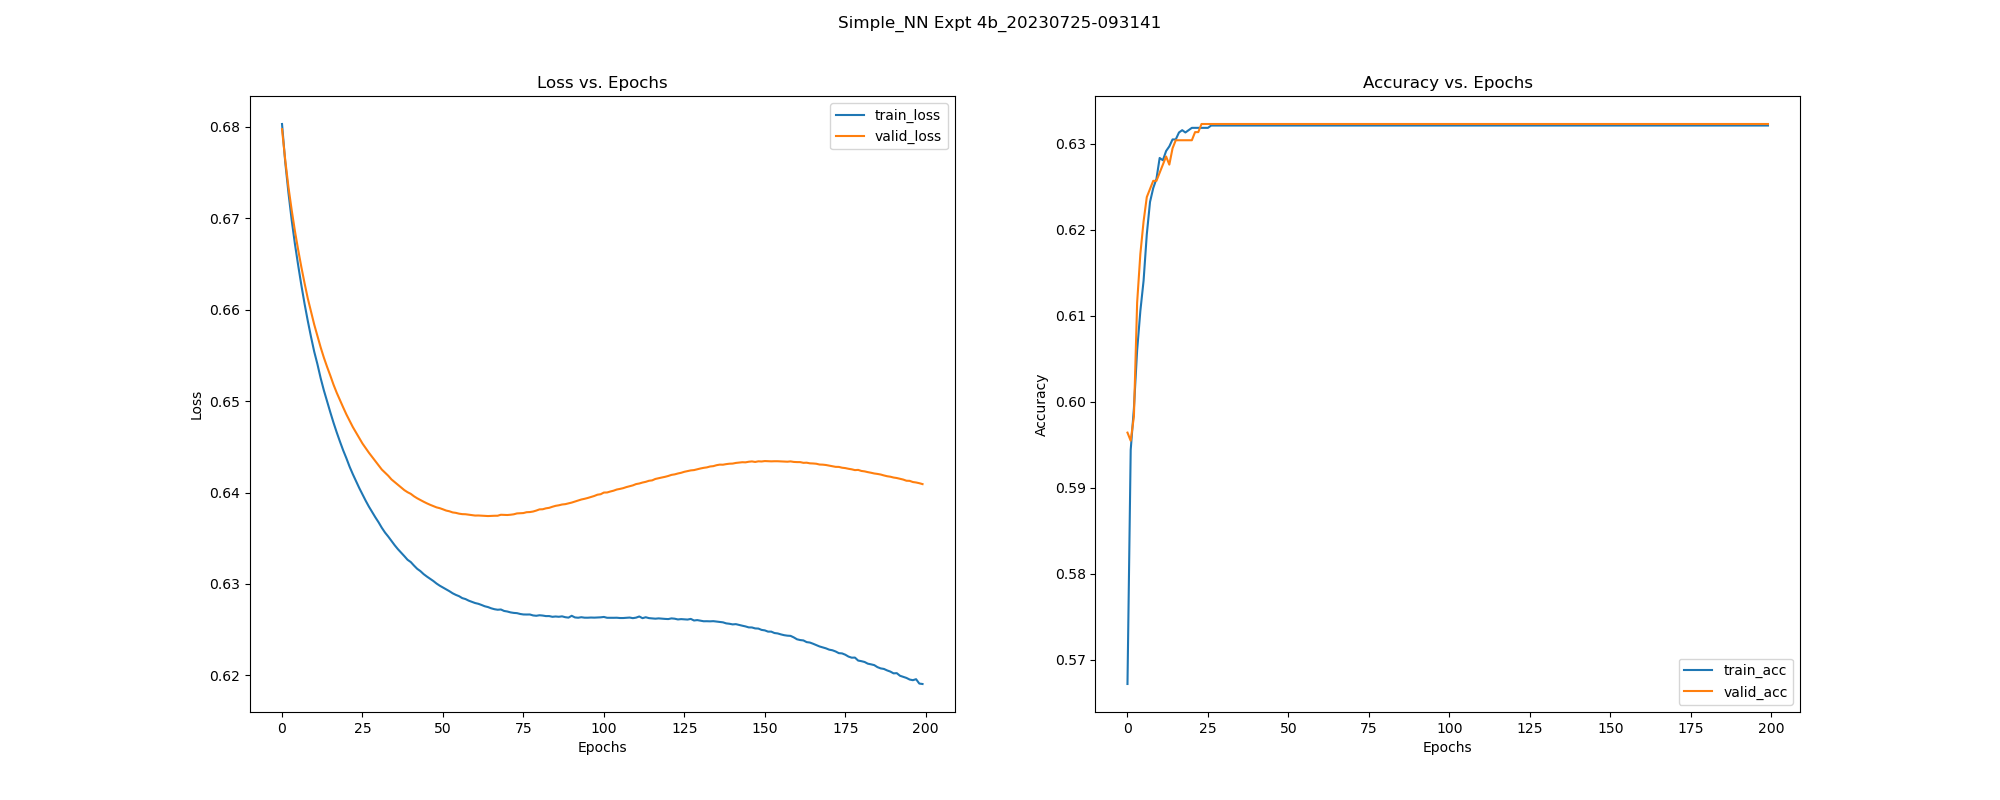 Simple_NN Expt 4b_20230725-093141
Loss vs. Epochs
train_loss
valid_loss
0.68
0.67
0.66
0.65
0.64
0.63
0.62
Loss
0 25 50 75 100 125 150 175 200
Epochs
Accuracy vs. Epochs
0.63
0.62
0.61
0.60
0.59
0.58
0.57
Accuracy
train_acc
valid_acc
0 25 50 75 100 125 150 175 200
Epochs